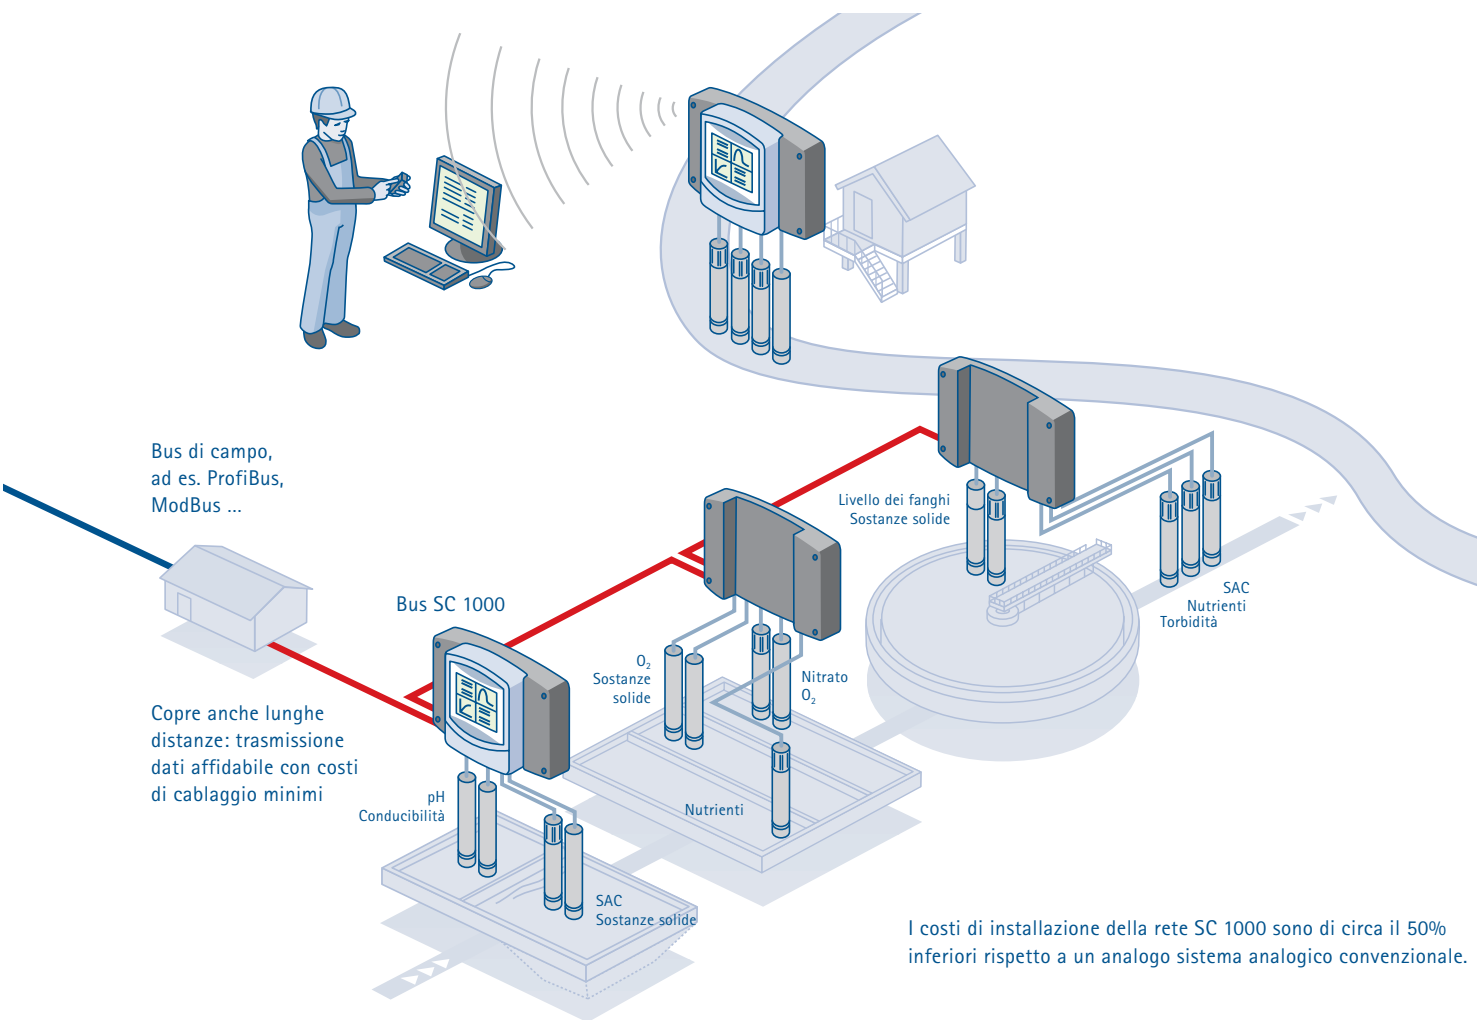 Bus di campo,
ad es. ProfiBus,
ModBus ...
Livello dei fanghi
Sostanze solide
SAC
Nutrienti
Torbidità
Bus SC 1000
O₂
Sostanze
solide
Nitrato
O₂
Copre anche lunghe
distanze: trasmissione
dati affidabile con costi
di cablaggio minimi
pH
Conducibilità
Nutrienti
SAC
Sostanze solide
I costi di installazione della rete SC 1000 sono di circa il 50%
inferiori rispetto a un analogo sistema analogico convenzionale.